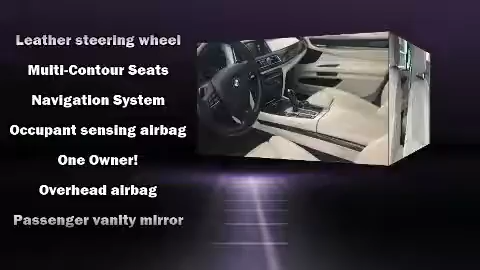 Leather steering wheel
Multi-Contour Seats
Navigation System
Occupant sensing airbag
One Owner!
Overhead airbag
Passenger vanity mirror